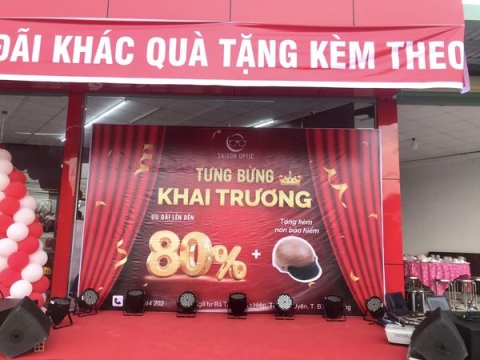 ĐÃI KHÁC QUÀ TẶNG KÈM THEO
SAIGON OPTIC
TƯNG BỪNG
KHAI TRƯƠNG
ƯU ĐÃI LÊN ĐẾN
80%
+
Tặng kèm
nón bảo hiểm
202